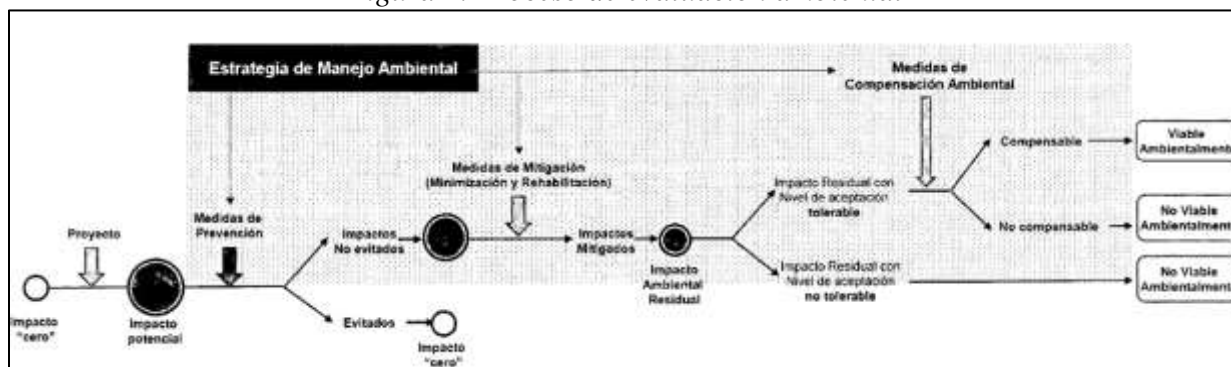 Estrategia de Manejo Ambiental
Medidas de
Compensación Ambiental
Compensable
Viable
Ambientalment
Medidas de Mitigación
(Minimización y Rehabilitación)
Impacto Residual con
Nivel de aceptación
tolerable
Medidas de
Prevención
Proyecto
Impactos
No evitados
Impactos
Mitigados
No compensable
No Viable
Ambientalment
Impacto
Ambiental
Residual
Impacto Residual con
Nivel de aceptación
no tolerable
No Viable
Ambientalment
Impacto
"cero"
Impacto
potencial
Evitados
Impacto
"cero"